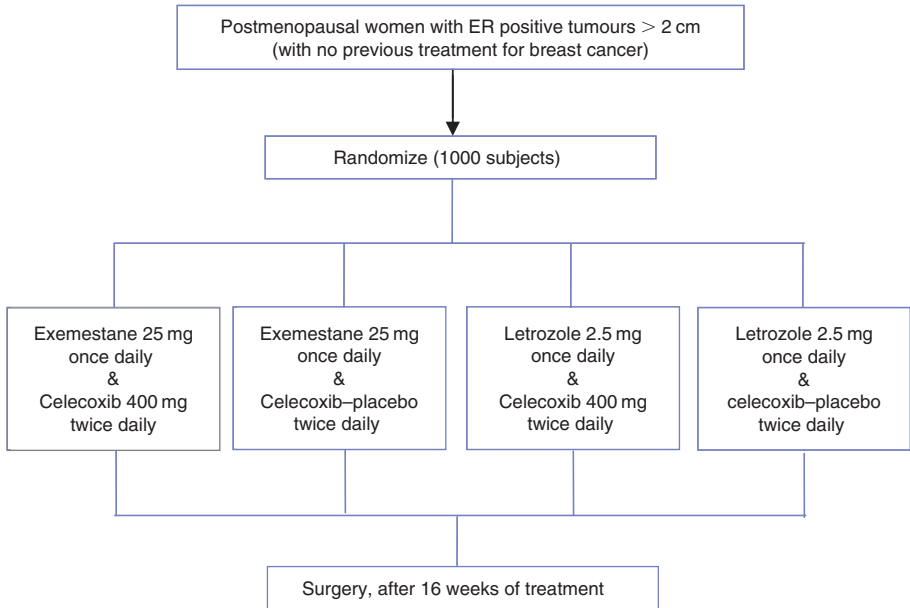 Postmenopausal women with ER positive tumours > 2 cm
(with no previous treatment for breast cancer)
Randomize (1000 subjects)
Exemestane 25 mg
once daily
&
Celecoxib 400 mg
twice daily
Exemestane 25 mg
once daily
&
Celecoxib–placebo
twice daily
Letrozole 2.5 mg
once daily
&
Celecoxib 400 mg
twice daily
Letrozole 2.5 mg
once daily
&
celecoxib–placebo
twice daily
Surgery, after 16 weeks of treatment